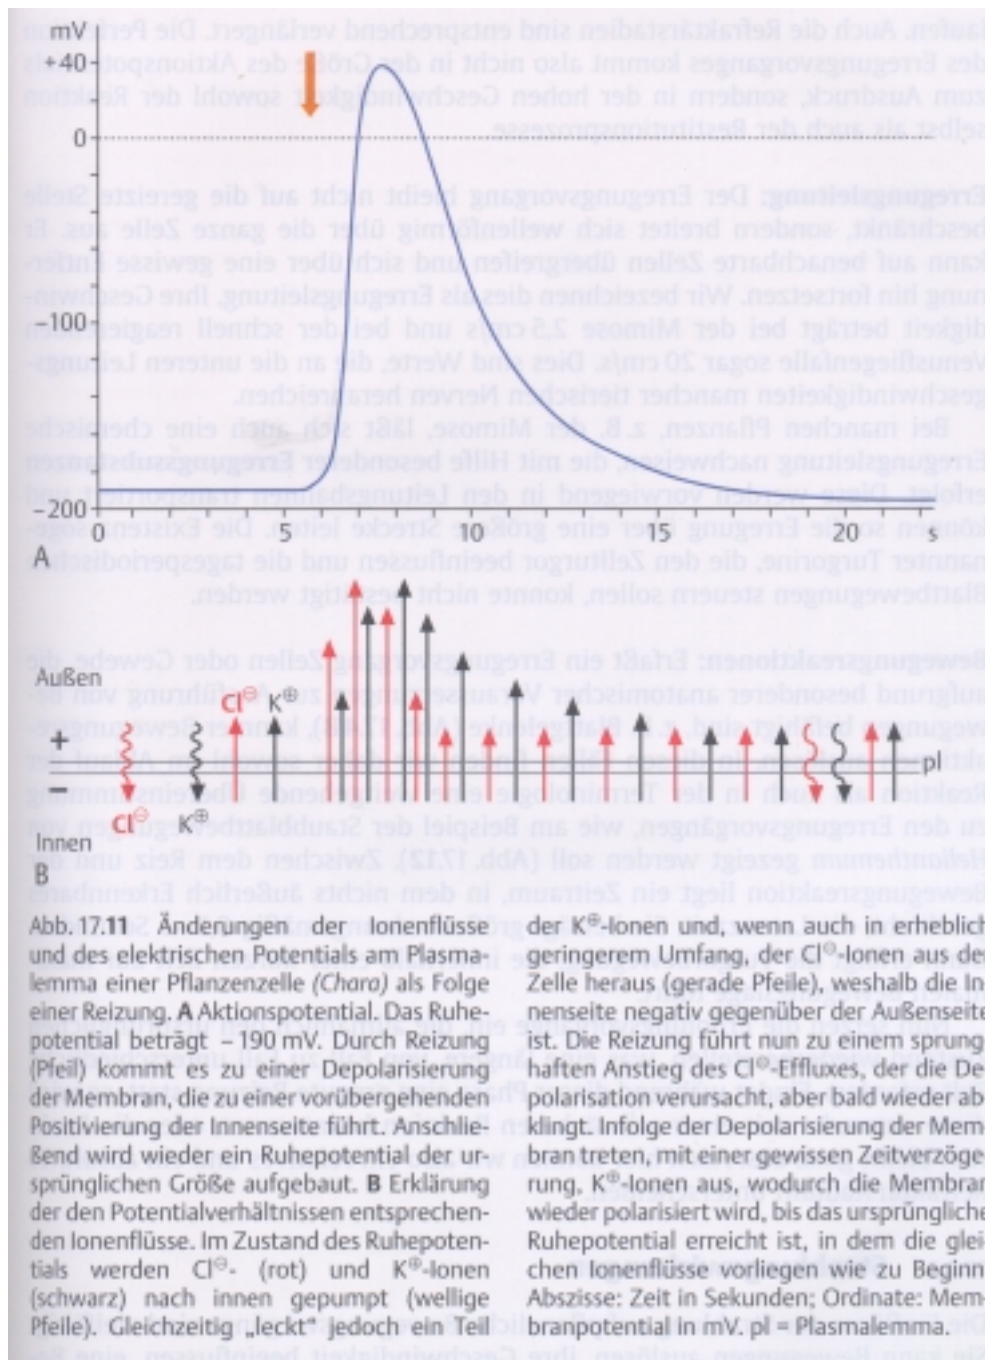 mV
+40
0
−100
−200
0 5 10 15 20 s
A
Außen
Cl⊖ K⊕
+
pl
−
Cl⊖ K⊕
Innen
B
Abb. 17.11 Änderungen der Ionenflüsse
und des elektrischen Potentials am Plasma-
lemma einer Pflanzenzelle (Chara) als Folge
einer Reizung. A Aktionspotential. Das Ruhe-
potential beträgt −190 mV. Durch Reizung
(Pfeil) kommt es zu einer Depolarisierung
der Membran, die zu einer vorübergehenden
Positivierung der Innenseite führt. Anschlie-
ßend wird wieder ein Ruhepotential der ur-
sprünglichen Größe aufgebaut. B Erklärung
der den Potentialverhältnissen entsprechen-
den Ionenflüsse. Im Zustand des Ruhepoten-
tials werden Cl⊖- (rot) und K⊕-Ionen
(schwarz) nach innen gepumpt (wellige
Pfeile). Gleichzeitig „leckt" jedoch ein Teil
der K⊕-Ionen und, wenn auch in erheblich
geringerem Umfang, der Cl⊖-Ionen aus der
Zelle heraus (gerade Pfeile), weshalb die In-
nenseite negativ gegenüber der Außenseite
ist. Die Reizung führt nun zu einem sprung-
haften Anstieg des Cl⊖-Effluxes, der die De-
polarisation verursacht, aber bald wieder ab-
klingt. Infolge der Depolarisierung der Mem-
bran treten, mit einer gewissen Zeitverzöge-
rung, K⊕-Ionen aus, wodurch die Membran
wieder polarisiert wird, bis das ursprüngliche
Ruhepotential erreicht ist, in dem die glei-
chen Ionenflüsse vorliegen wie zu Beginn.
Abszisse: Zeit in Sekunden; Ordinate: Mem-
branpotential in mV. pl = Plasmalemma.